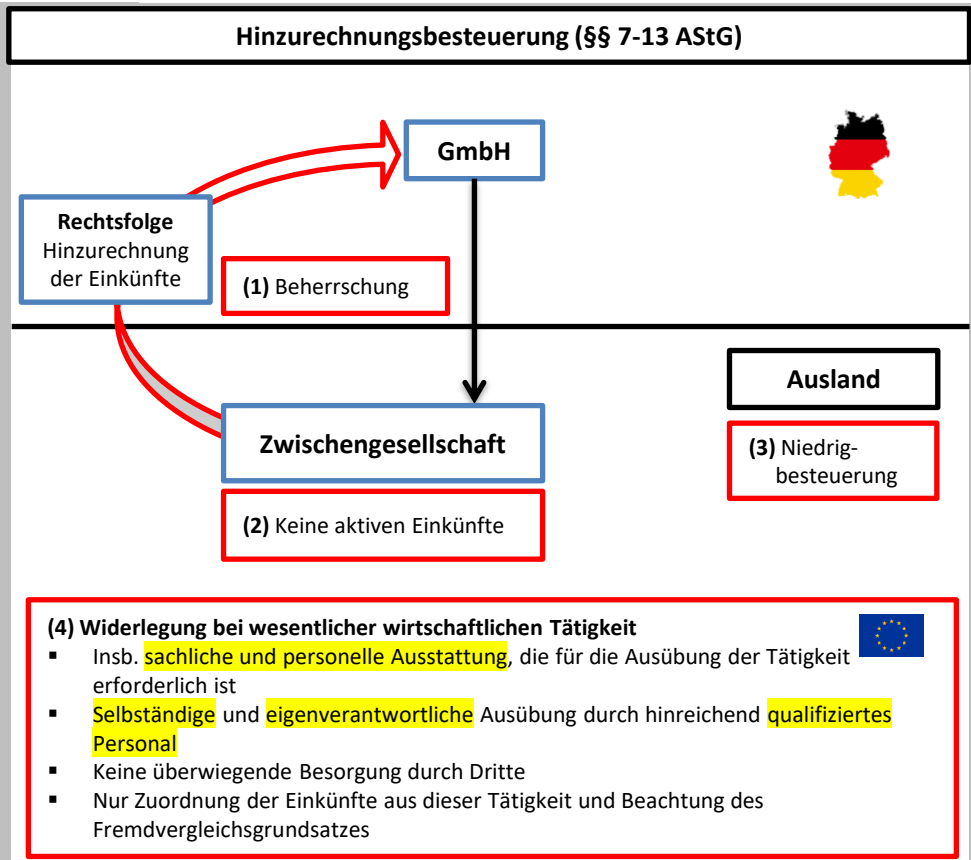 Hinzurechnungsbesteuerung (§§ 7-13 AStG)
GmbH
Rechtsfolge
Hinzurechnung
der Einkünfte
(1) Beherrschung
Ausland
Zwischengesellschaft
(3) Niedrig-
besteuerung
(2) Keine aktiven Einkünfte
(4) Widerlegung bei wesentlicher wirtschaftlichen Tätigkeit
▪ Insb. sachliche und personelle Ausstattung, die für die Ausübung der Tätigkeit
erforderlich ist
▪ Selbständige und eigenverantwortliche Ausübung durch hinreichend qualifiziertes
Personal
▪ Keine überwiegende Besorgung durch Dritte
▪ Nur Zuordnung der Einkünfte aus dieser Tätigkeit und Beachtung des
Fremdvergleichsgrundsatzes